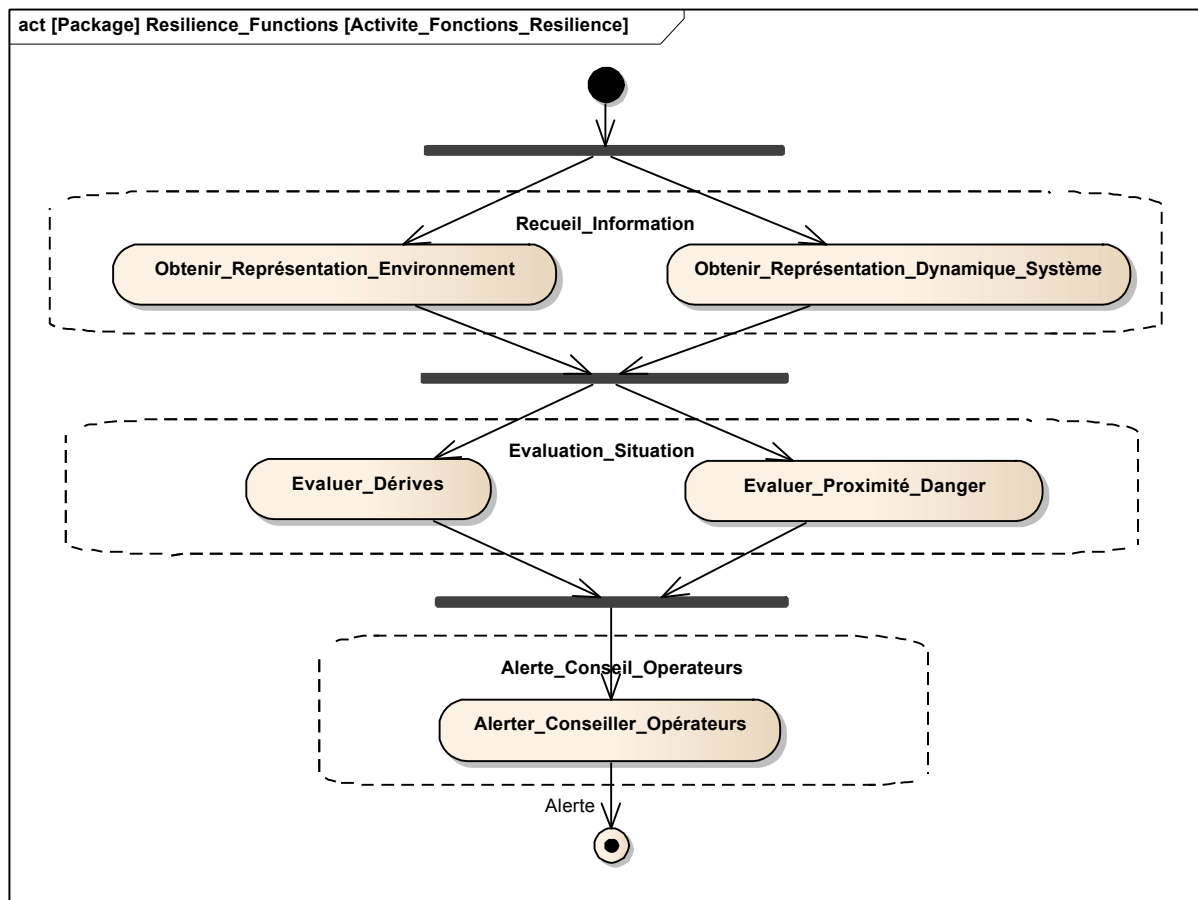 act [Package] Resilience_Functions [Activite_Fonctions_Resilience]
Recueil_Information
Obtenir_Représentation_Environnement
Obtenir_Représentation_Dynamique_Système
Evaluation_Situation
Evaluer_Dérives
Evaluer_Proximité_Danger
Alerte_Conseil_Operateurs
Alerter_Conseiller_Opérateurs
Alerte